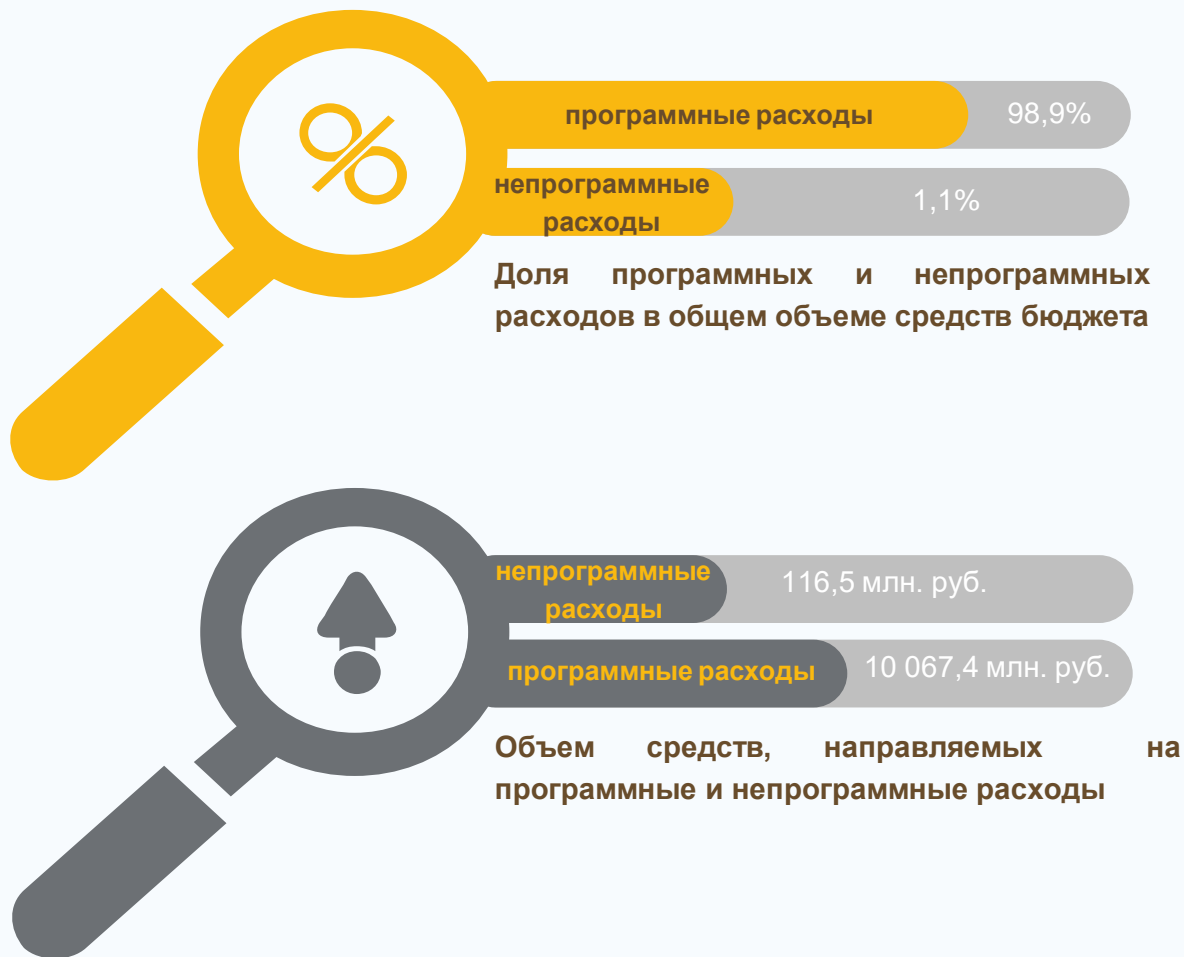 %
программные расходы
98,9%
непрограммные
расходы
1,1%
Доля программных и непрограммных
расходов в общем объеме средств бюджета
непрограммные
расходы
116,5 млн. руб.
программные расходы
10 067,4 млн. руб.
Объем средств, направляемых на
программные и непрограммные расходы